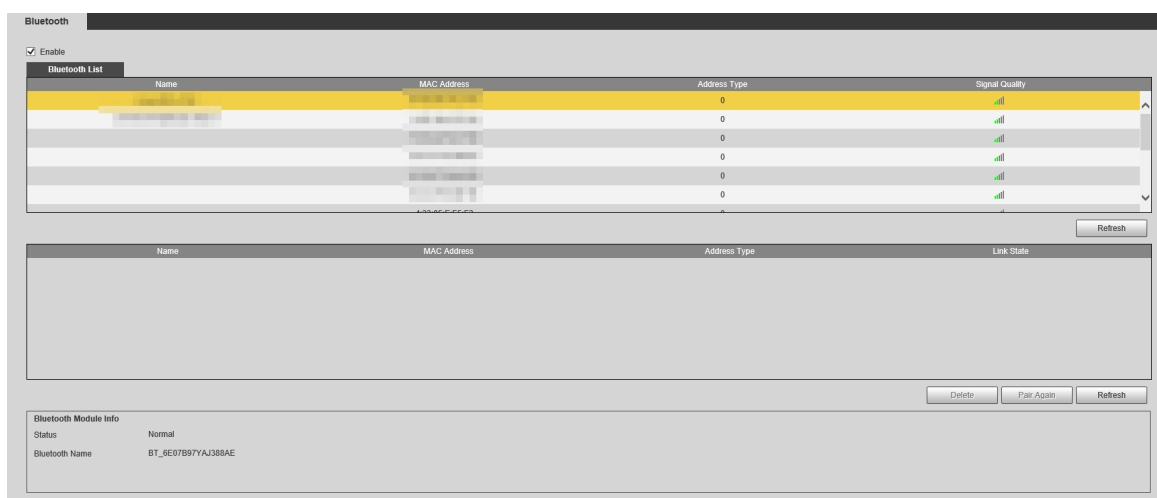 Bluetooth
Enable
Bluetooth List
Name MAC Address Address Type Signal Quality
0
0
0
0
0
0
Refresh
Name MAC Address Address Type Link State
Delete Pair Again Refresh
Bluetooth Module Info
Status Normal
Bluetooth Name BT_6E07B97YAJ388AE